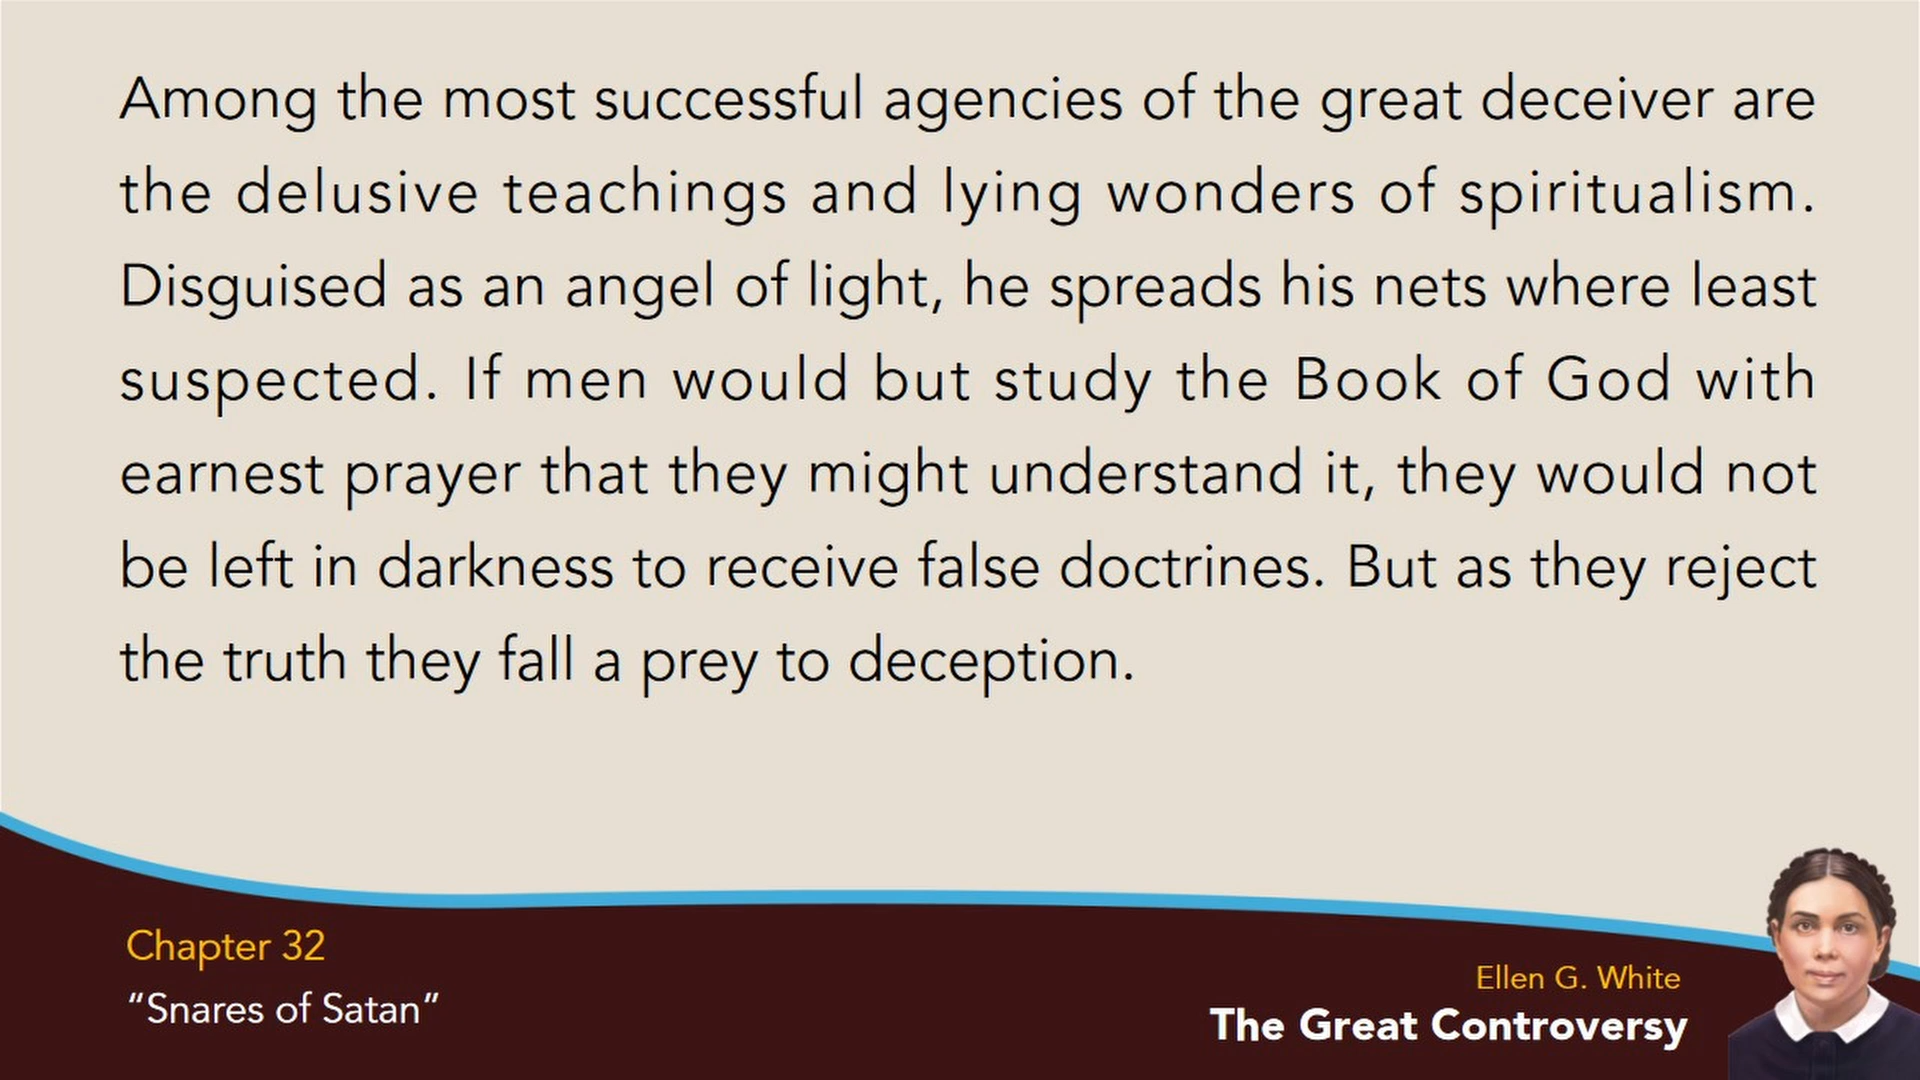 Among the most successful agencies of the great deceiver are
the delusive teachings and lying wonders of spiritualism.
Disguised as an angel of light, he spreads his nets where least
suspected. If men would but study the Book of God with
earnest prayer that they might understand it, they would not
be left in darkness to receive false doctrines. But as they reject
the truth they fall a prey to deception.
Chapter 32
“Snares of Satan”
Ellen G. White
The Great Controversy